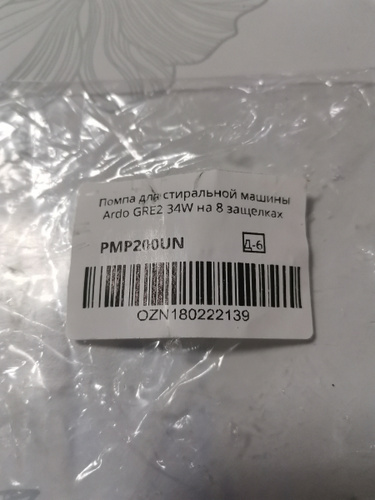 Помпа для стиральной машины
Ardo GRE2 34W на 8 защелках
PMP200UN
Д-6
OZN180222139